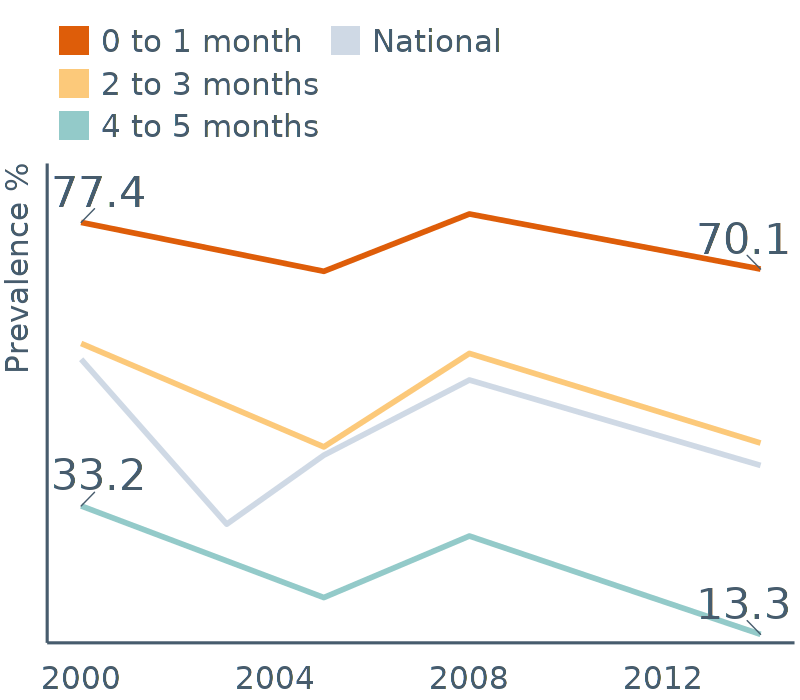 0 to 1 month
National
2 to 3 months
4 to 5 months
Prevalence %
77.4
70.1
33.2
13.3
2000 2004 2008 2012